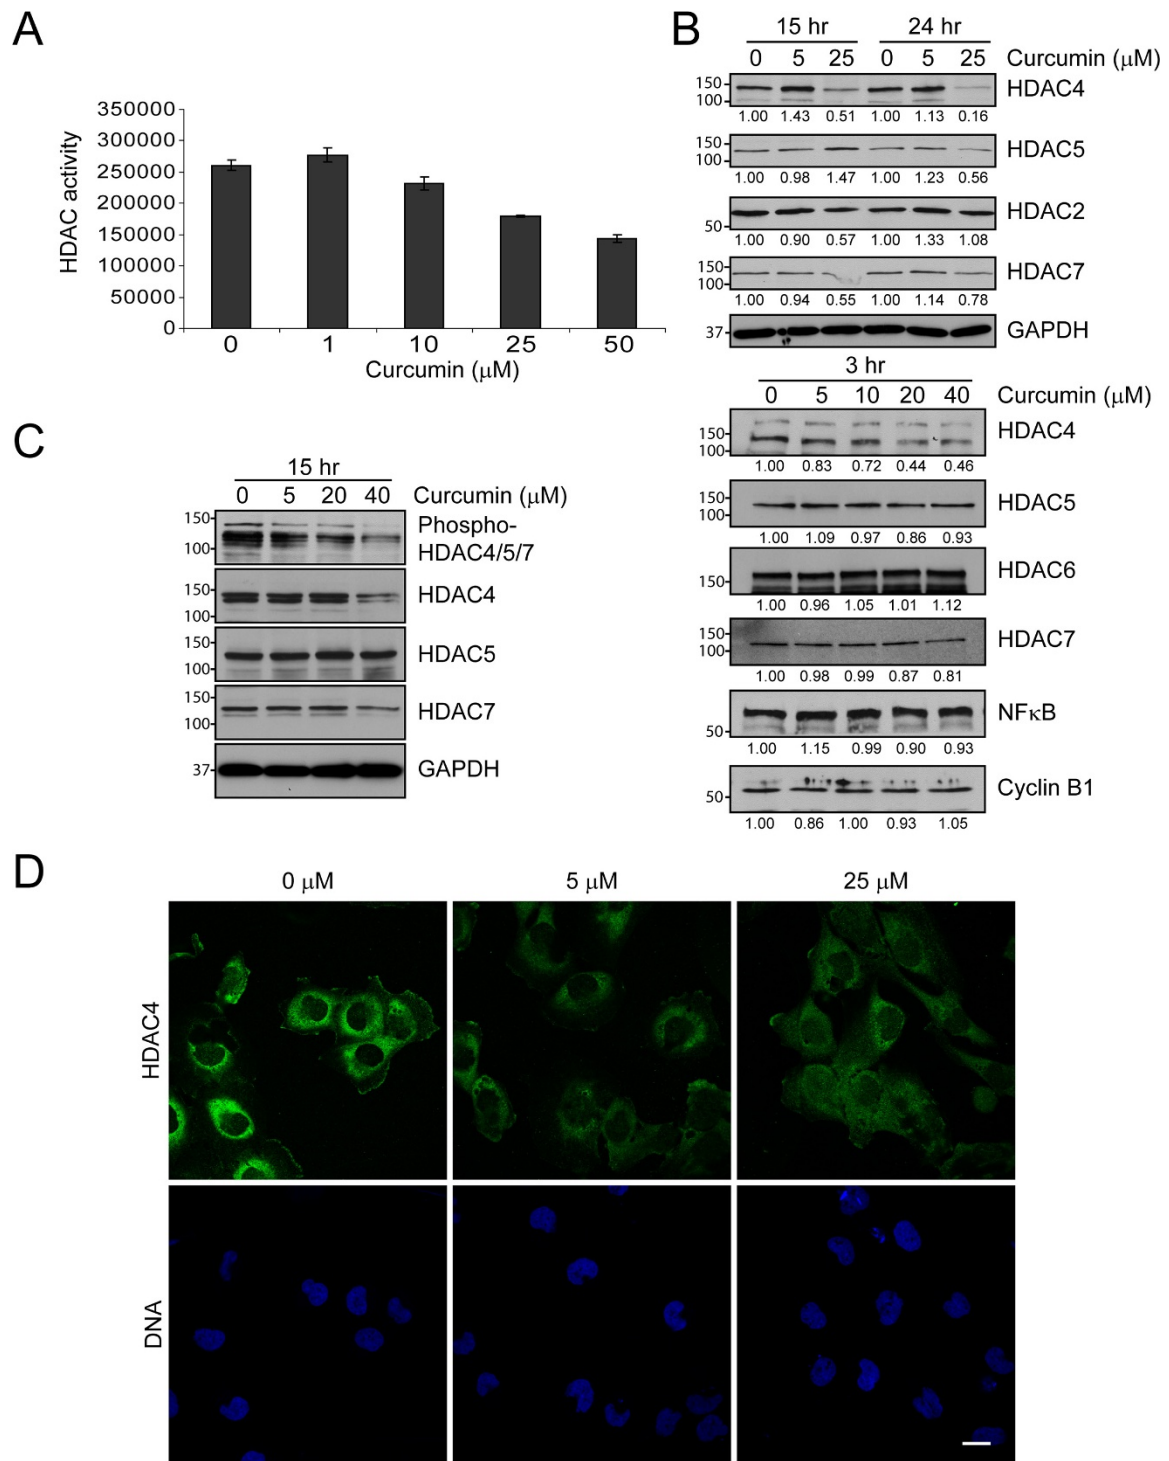 A
HDAC activity
350000
300000
250000
200000
150000
100000
50000
0
0 1 10 25 50
Curcumin (μM)
B
15 hr 24 hr
0 5 25 0 5 25 Curcumin (μM)
150
100
HDAC4
1.00 1.43 0.51 1.00 1.13 0.16
150
100
HDAC5
1.00 0.98 1.47 1.00 1.23 0.56
50
HDAC2
1.00 0.90 0.57 1.00 1.33 1.08
150
100
HDAC7
1.00 0.94 0.55 1.00 1.14 0.78
37
GAPDH
3 hr
0 5 10 20 40 Curcumin (μM)
150
100
HDAC4
1.00 0.83 0.72 0.44 0.46
150
100
HDAC5
1.00 1.09 0.97 0.86 0.93
150
HDAC6
1.00 0.96 1.05 1.01 1.12
150
100
HDAC7
1.00 0.98 0.99 0.87 0.81
50
NFκB
1.00 1.15 0.99 0.90 0.93
50
Cyclin B1
1.00 0.86 1.00 0.93 1.05
C
15 hr
0 5 20 40 Curcumin (μM)
150
100
Phospho-
HDAC4/5/7
150
100
HDAC4
150
100
HDAC5
150
100
HDAC7
37
GAPDH
D
0 μM 5 μM 25 μM
HDAC4
DNA